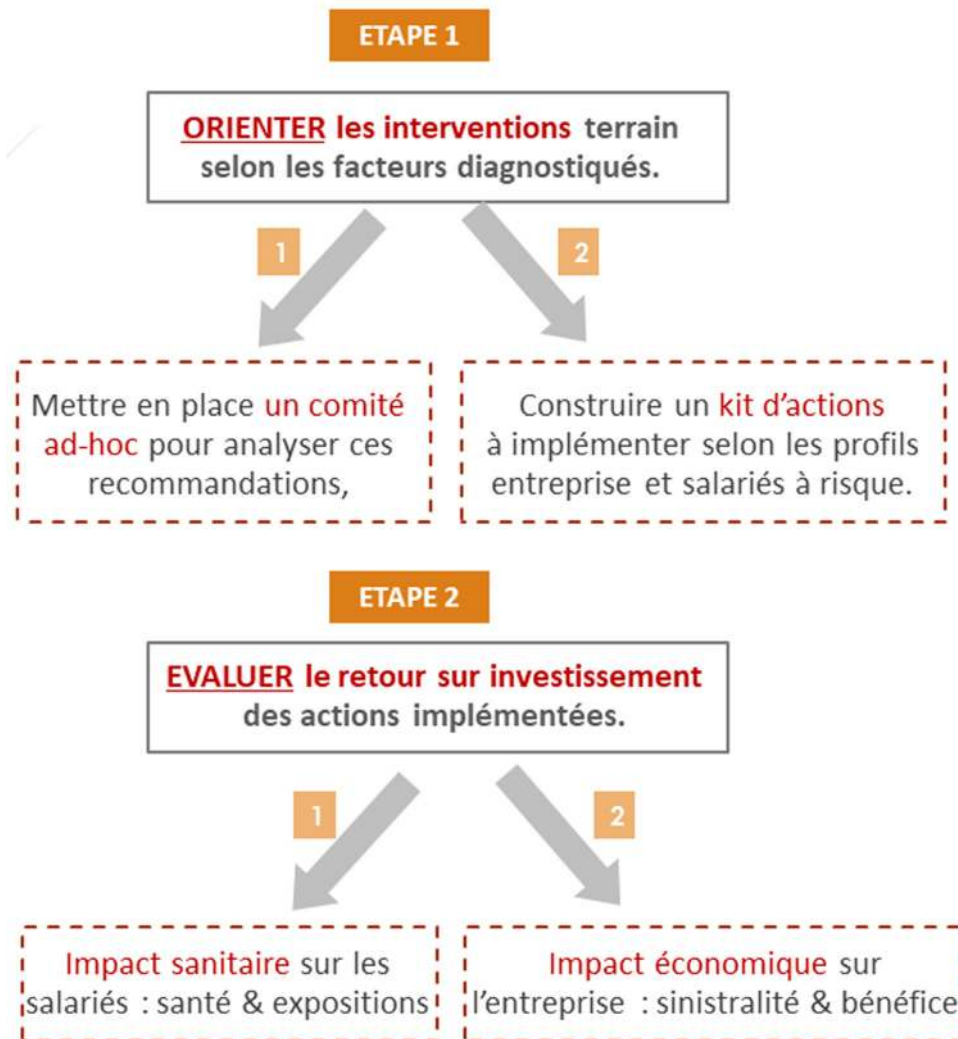 ETAPE 1
ORIENTER les interventions terrain
selon les facteurs diagnostiqués.
1
2
Mettre en place un comité
ad-hoc pour analyser ces
recommandations,
Construire un kit d’actions
à implémenter selon les profils
entreprise et salariés à risque.
ETAPE 2
EVALUER le retour sur investissement
des actions implémentées.
1
2
Impact sanitaire sur les
salariés : santé & expositions
Impact économique sur
l’entreprise : sinistralité & bénéfice